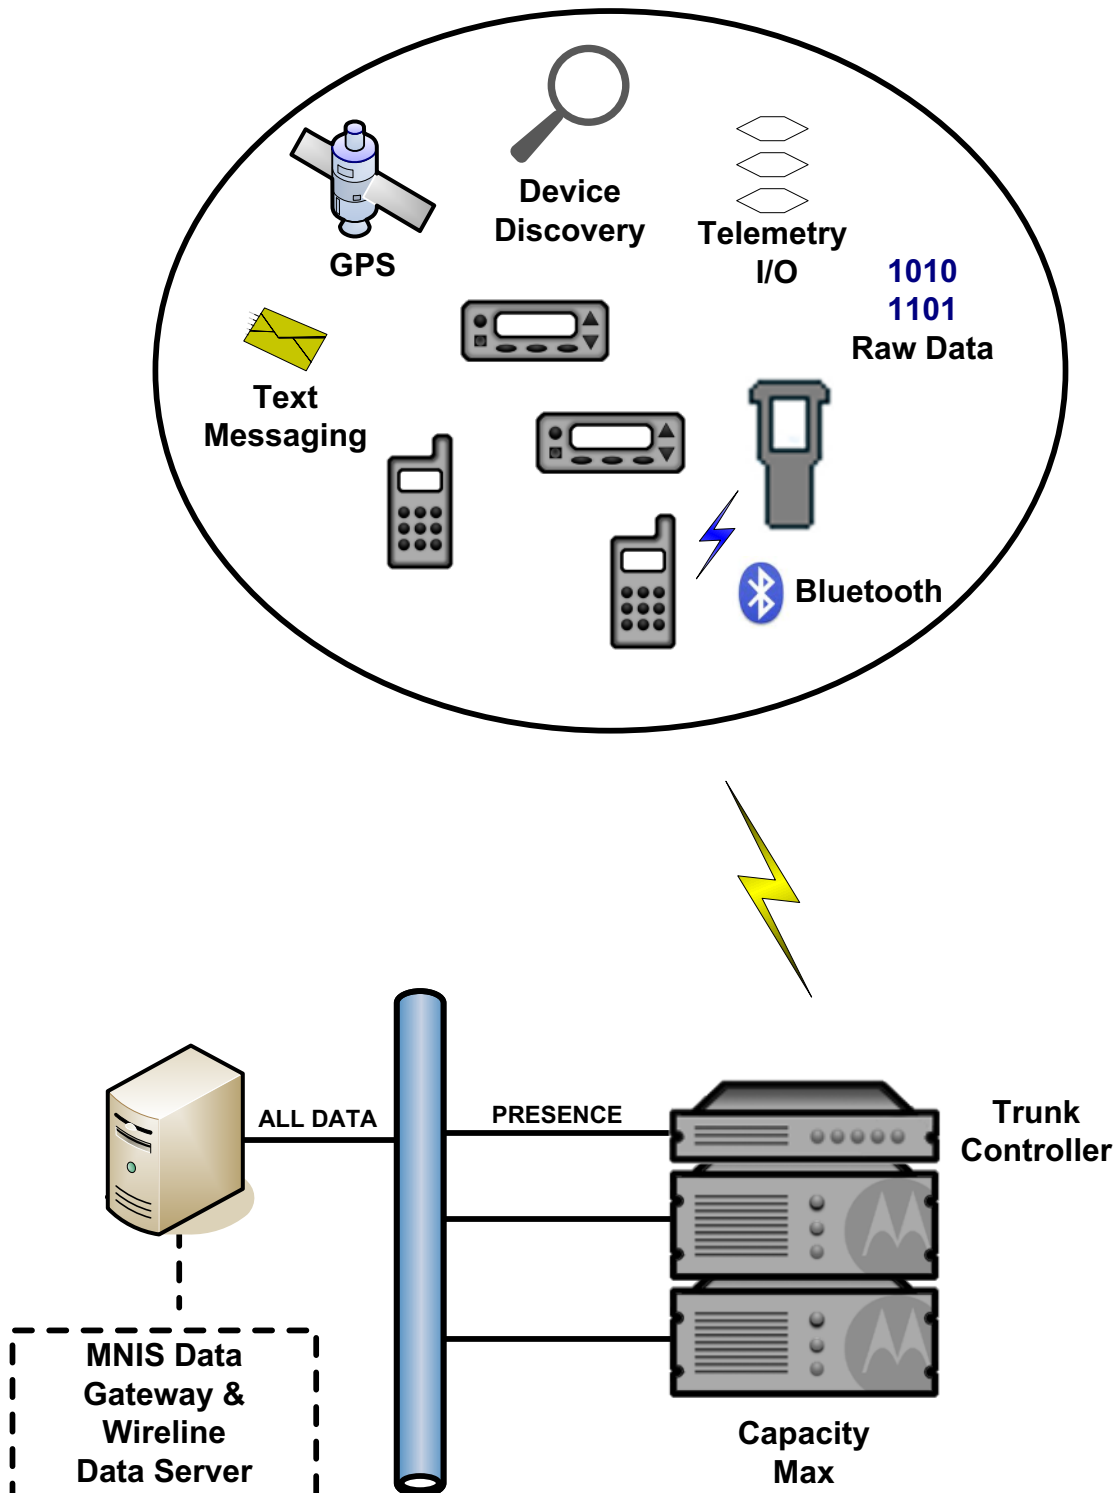 Device
Discovery
GPS
Telemetry
I/O
1010
1101
Raw Data
Text
Messaging
Bluetooth
ALL DATA
PRESENCE
Trunk
Controller
MNIS Data
Gateway &
Wireline
Data Server
Capacity
Max